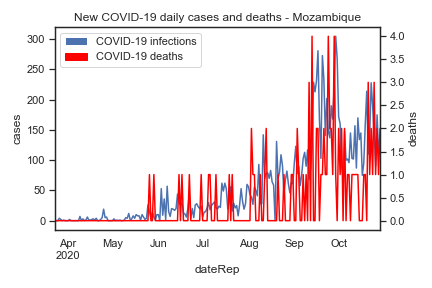 New COVID-19 daily cases and deaths - Mozambique
COVID-19 infections
COVID-19 deaths
300
250
200
150
100
50
0
cases
4.0
3.5
3.0
2.5
2.0
1.5
1.0
0.5
0.0
deaths
Apr May Jun Jul Aug Sep Oct
2020
dateRep